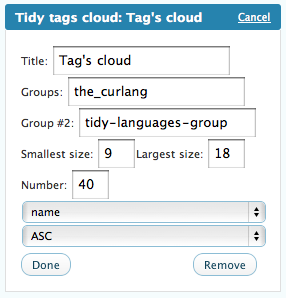 Tidy tags cloud: Tag's cloud Cancel
Title: Tag's cloud
Groups: the_curlang
Group #2: tidy-languages-group
Smallest size: 9 Largest size: 18
Number: 40
name
ASC
Done Remove